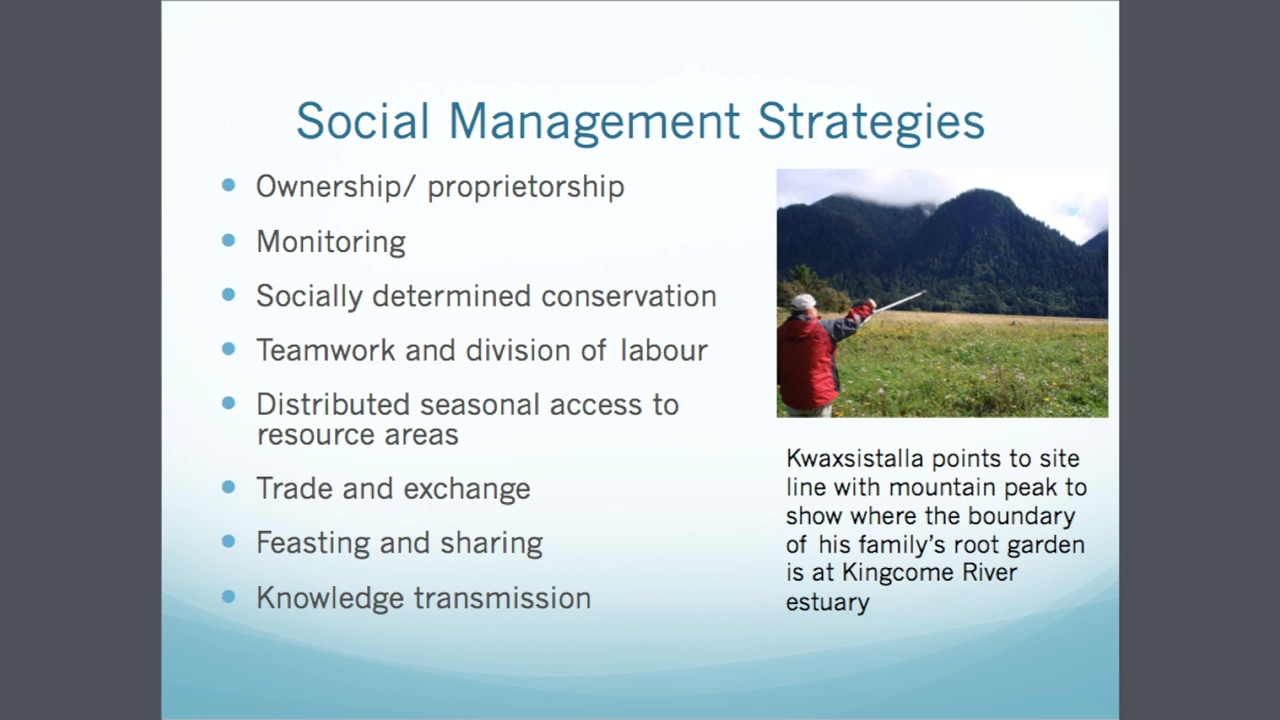 Social Management Strategies
Ownership/ proprietorship
Monitoring
Socially determined conservation
Teamwork and division of labour
Distributed seasonal access to
resource areas
Trade and exchange
Feasting and sharing
Knowledge transmission
Kwaxsistalla points to site
line with mountain peak to
show where the boundary
of his family’s root garden
is at Kingcome River
estuary